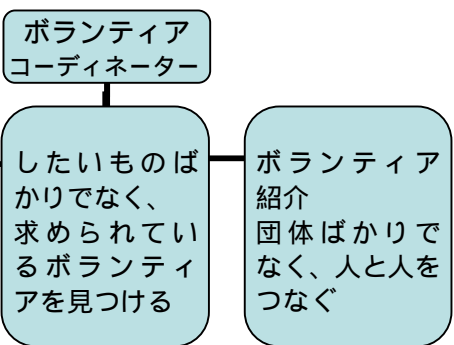 ボランティア
コーディネーター
したいものば
かりでなく、
求められてい
るボランティ
アを見つける
ボランティア
紹介
団体ばかりで
なく、人と人を
つなぐ